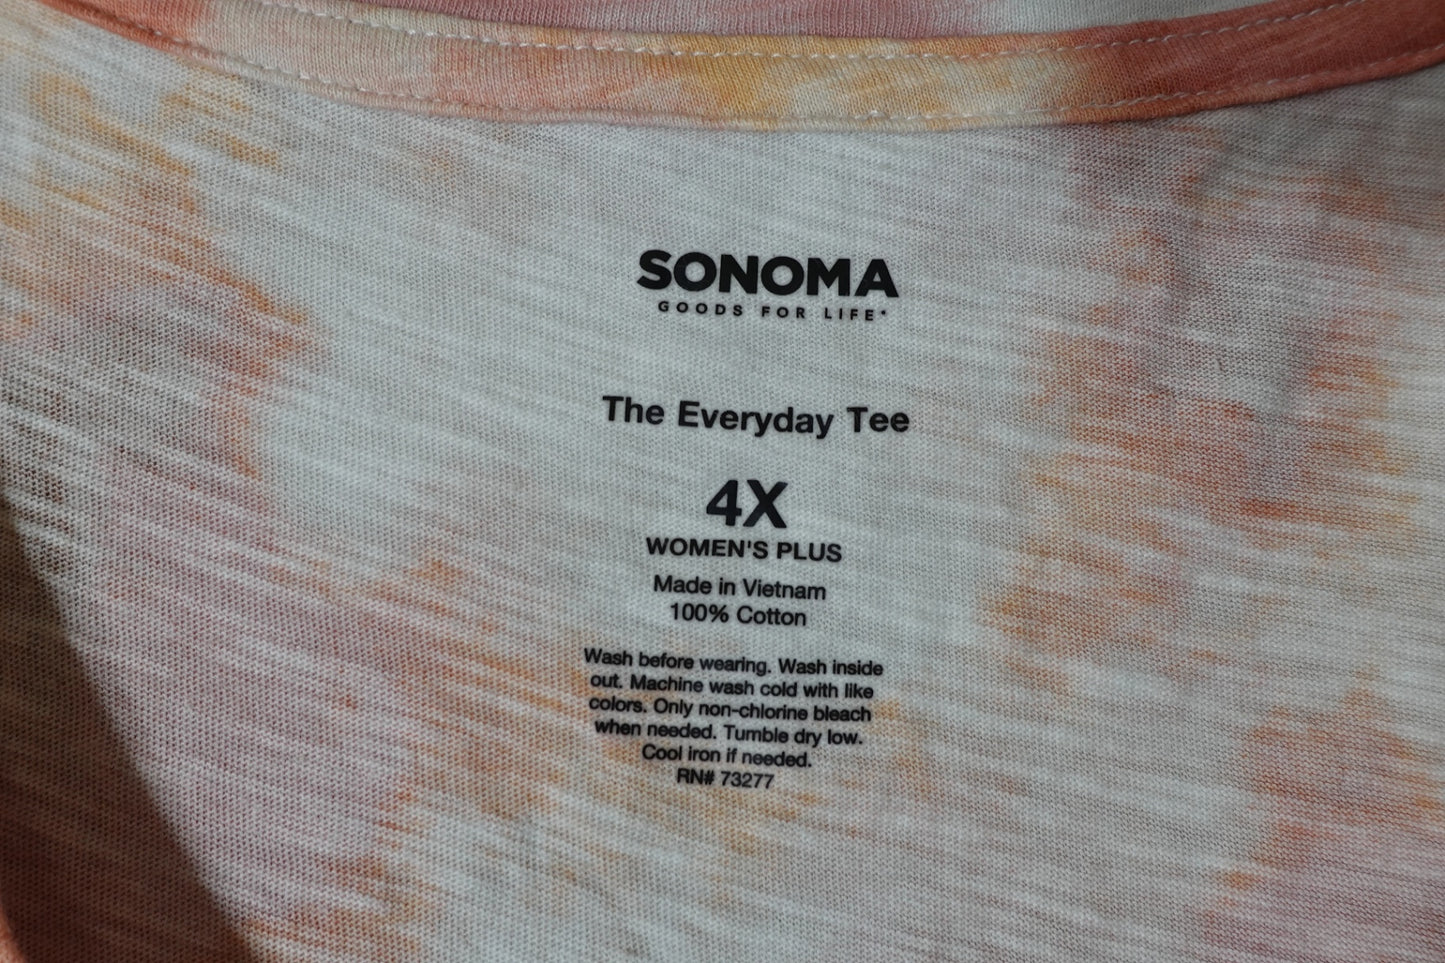 SONOMA
GOODS FOR LIFE®
The Everyday Tee
4X
WOMEN'S PLUS
Made in Vietnam
100% Cotton
Wash before wearing. Wash inside
out. Machine wash cold with like
colors. Only non-chlorine bleach
when needed. Tumble dry low.
Cool iron if needed.
RN# 73277